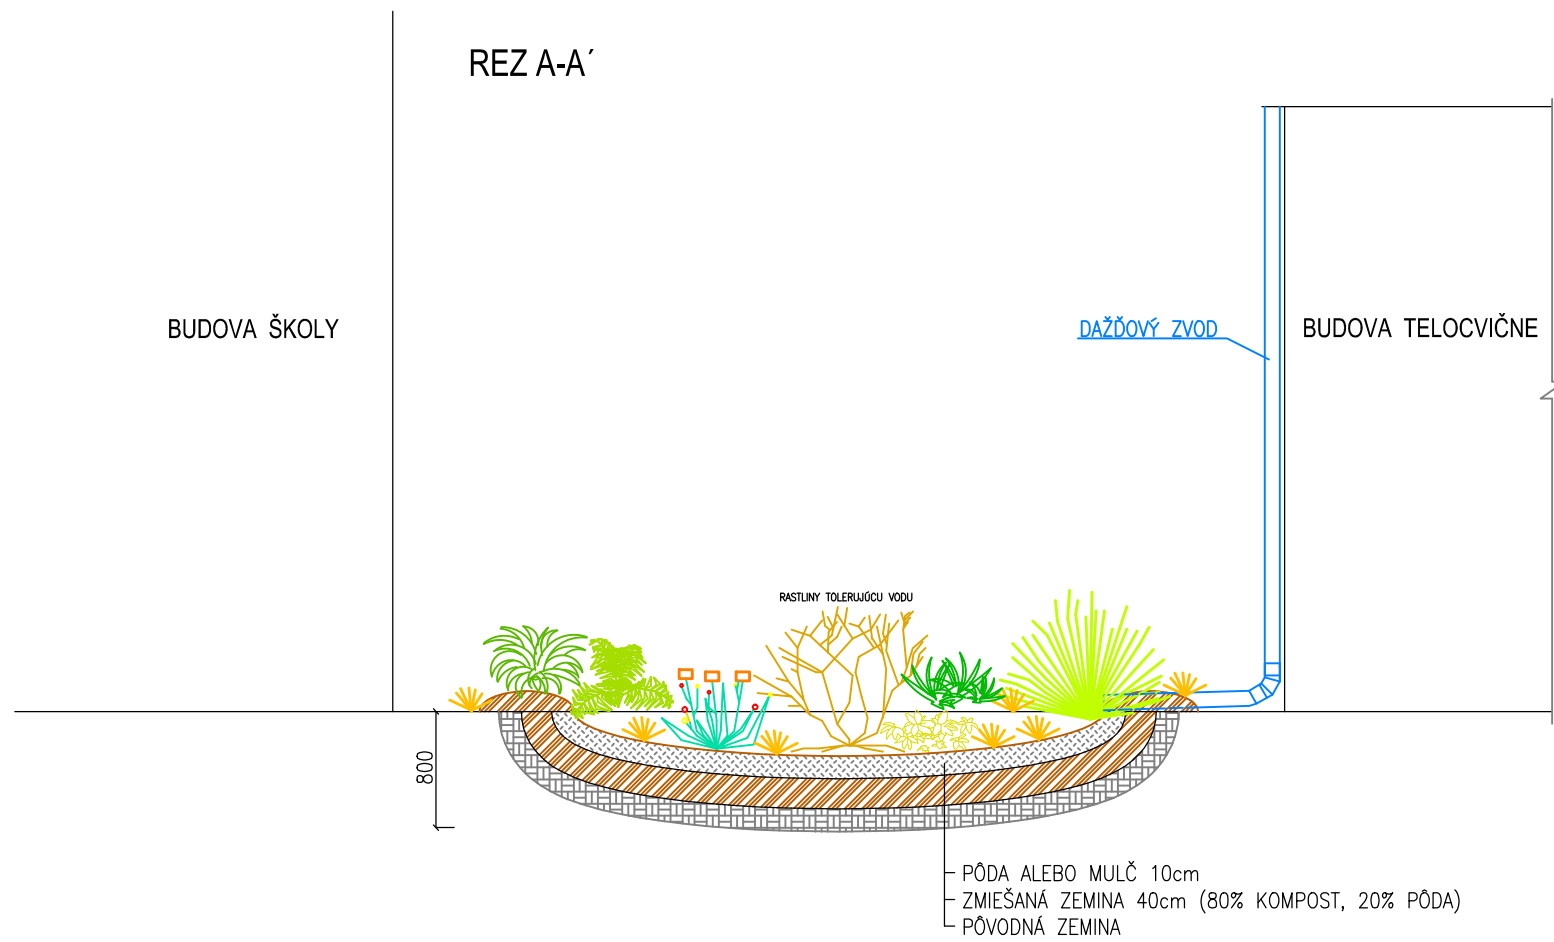 REZ A-A´
BUDOVA ŠKOLY
DAŽĎOVÝ ZVOD
BUDOVA TELOCVIČNE
RASTLINY TOLERUJÚCU VODU
800
PÔDA ALEBO MULČ 10cm
ZMIEŠANÁ ZEMINA 40cm (80% KOMPOST, 20% PÔDA)
PÔVODNÁ ZEMINA